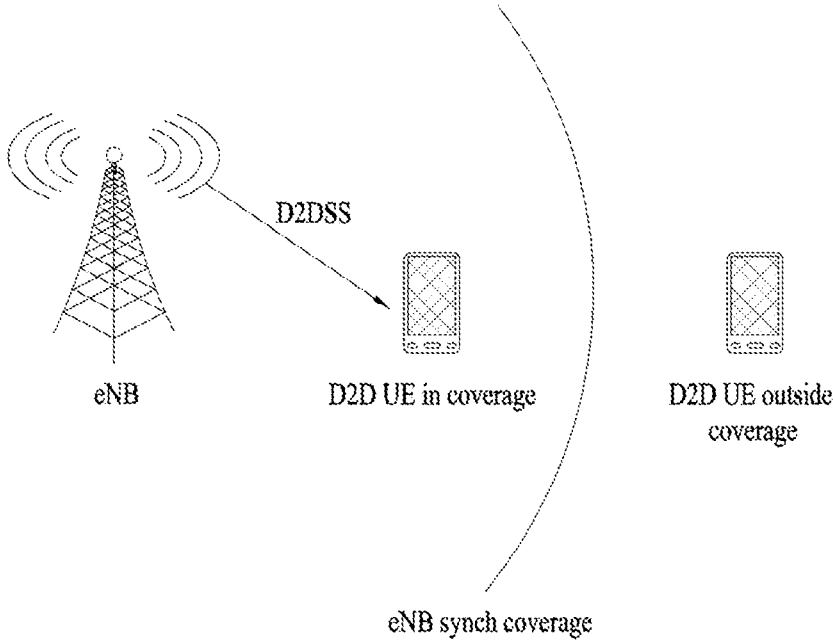 D2DSS
eNB
D2D UE in coverage
D2D UE outside
coverage
eNB synch coverage